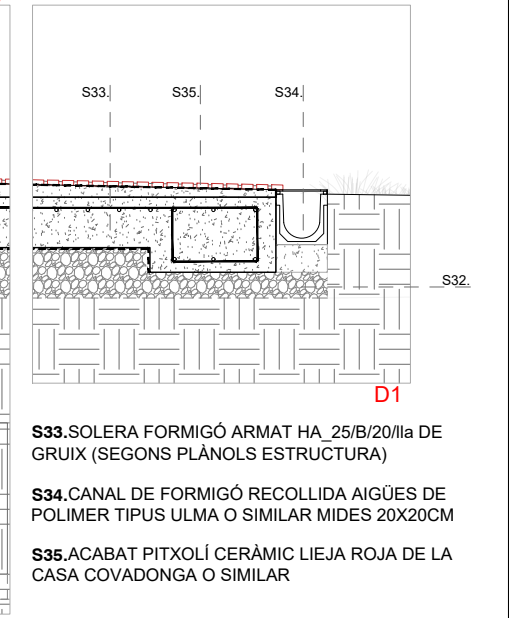 S33.
S35.
S34.
S32.
D1
S33.SOLERA FORMIGÓ ARMAT HA_25/B/20/lla DE
GRUIX (SEGONS PLÀNOLS ESTRUCTURA)
S34.CANAL DE FORMIGÓ RECOLLIDA AIGÜES DE
POLIMER TIPUS ULMA O SIMILAR MIDES 20X20CM
S35.ACABAT PITXOLÍ CERÀMIC LIEJA ROJA DE LA
CASA COVADONGA O SIMILAR